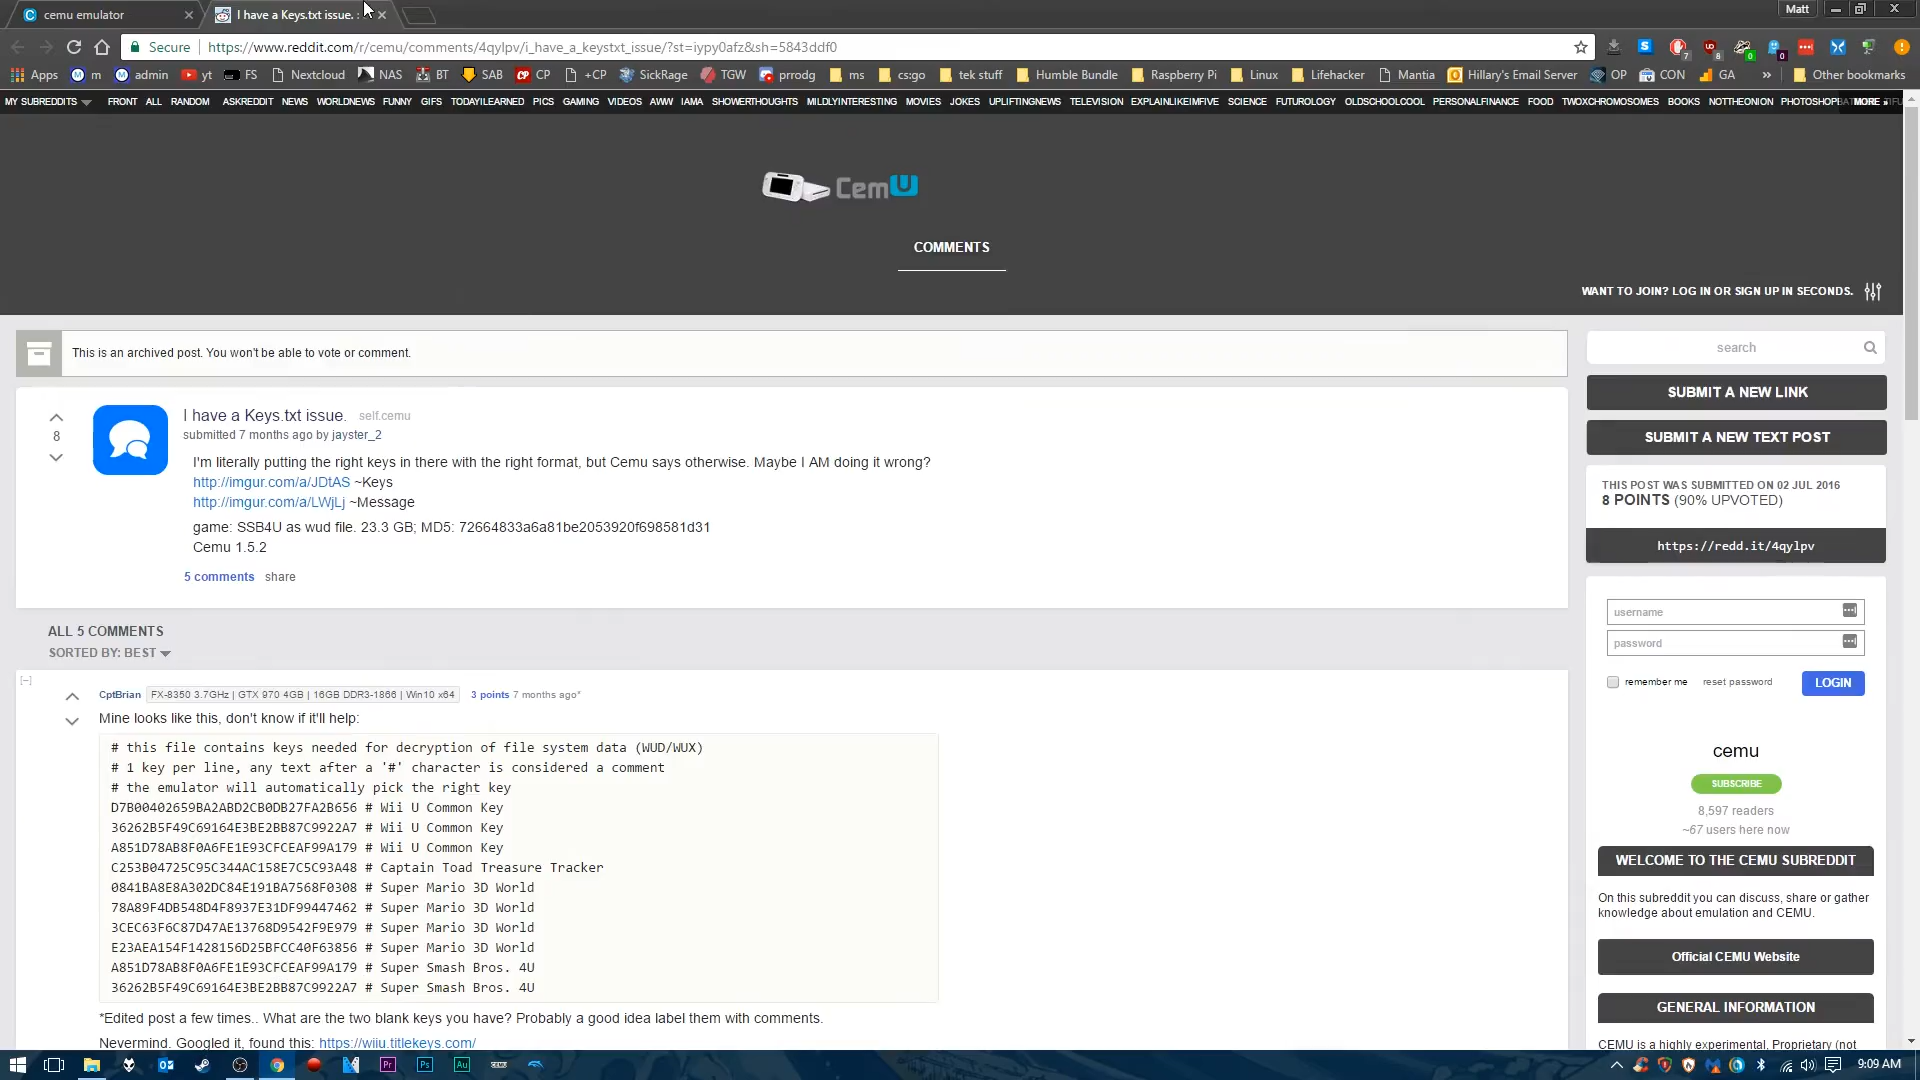 cemu emulator
I have a Keys.txt issue. :
Matt
Secure
https://www.reddit.com/r/cemu/comments/4qylpv/i_have_a_keystxt_issue/?st=iypy0afz&sh=5843ddf0
Apps m admin yt FS Nextcloud NAS BT SAB CP +CP SickRage TGW prrodg ms csgo tek stuff Humble Bundle Raspberry Pi Linux Lifehacker Mantia Hillary's Email Server OP CON GA » Other bookmarks
MY SUBREDDITS FRONT ALL RANDOM ASKREDDIT NEWS WORLDNEWS FUNNY GIFS TODAYILEARNED PICS GAMING VIDEOS AWW IAMA SHOWERTHOUGHTS MILDLYINTERESTING MOVIES JOKES UPLIFTINGNEWS TELEVISION EXPLAINLIKEIMFIVE SCIENCE FUTUROLOGY OLDSCHOOLCOOL PERSONALFINANCE FOOD TWOXCHROMOSOMES BOOKS NOTTHEONION MORE »
CemU
COMMENTS
WANT TO JOIN? LOG IN OR SIGN UP IN SECONDS.
This is an archived post. You won't be able to vote or comment.
8
I have a Keys.txt issue. self.cemu
submitted 7 months ago by jayster_2
I'm literally putting the right keys in there with the right format, but Cemu says otherwise. Maybe I AM doing it wrong?
http://imgur.com/a/JDtAS ~Keys
http://imgur.com/a/LWjLj ~Message
game: SSB4U as wud file. 23.3 GB; MD5: 72664833a6a81be2053920f698581d31
Cemu 1.5.2
5 comments share
ALL 5 COMMENTS
SORTED BY: BEST
[–]
CptBrian FX-8350 3.7GHz | GTX 970 4GB | 16GB DDR3-1866 | Win10 x64 3 points 7 months ago*
Mine looks like this, don't know if it'll help:
# this file contains keys needed for decryption of file system data (WUD/WUX)
# 1 key per line, any text after a '#' character is considered a comment
# the emulator will automatically pick the right key
D7B00402659BA2ABD2CB0DB27FA2B656 # Wii U Common Key
36262B5F49C69164E3BE2BB87C9922A7 # Wii U Common Key
A851D78AB8F0A6FE1E93CFCEAF99A179 # Wii U Common Key
C253B04725C95C344AC158E7C5C93A48 # Captain Toad Treasure Tracker
0841BA8E8A302DC84E191BA7568F0308 # Super Mario 3D World
78A89F4DB548D4F8937E31DF99447462 # Super Mario 3D World
3CEC63F6C87D47AE13768D9542F9E979 # Super Mario 3D World
E23AEA154F1428156D25BFCC40F63856 # Super Mario 3D World
A851D78AB8F0A6FE1E93CFCEAF99A179 # Super Smash Bros. 4U
36262B5F49C69164E3BE2BB87C9922A7 # Super Smash Bros. 4U
*Edited post a few times.. What are the two blank keys you have? Probably a good idea label them with comments.
Nevermind. Googled it, found this: https://wiiu.titlekeys.com/
search
SUBMIT A NEW LINK
SUBMIT A NEW TEXT POST
THIS POST WAS SUBMITTED ON 02 JUL 2016
8 POINTS (90% UPVOTED)
https://redd.it/4qylpv
username
password
remember me reset password LOGIN
cemu
SUBSCRIBE
8,597 readers
~67 users here now
WELCOME TO THE CEMU SUBREDDIT
On this subreddit you can discuss, share or gather
knowledge about emulation and CEMU.
Official CEMU Website
GENERAL INFORMATION
CEMU is a highly experimental, Proprietary (not
9:09 AM